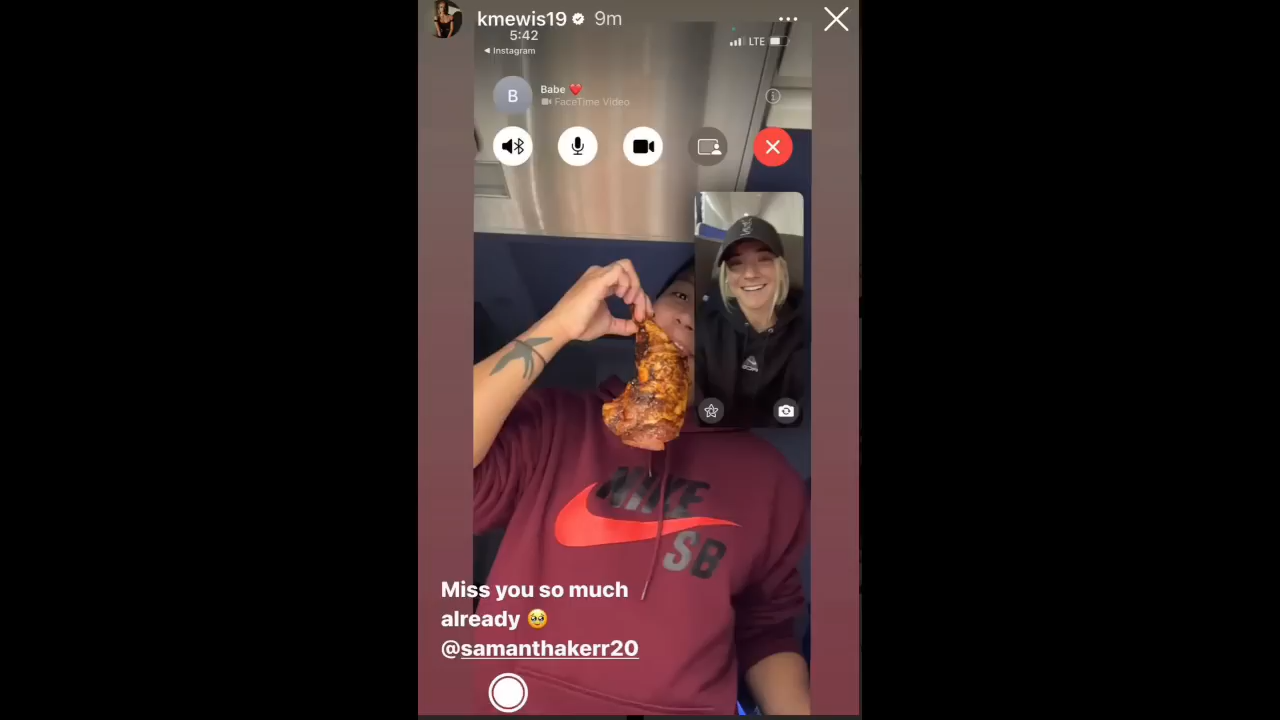 kmewis19 9m
5:42
LTE
◀ Instagram
B
Babe ❤️
FaceTime Video
NIKE
SB
Miss you so much
already 🥹
@samanthakerr20